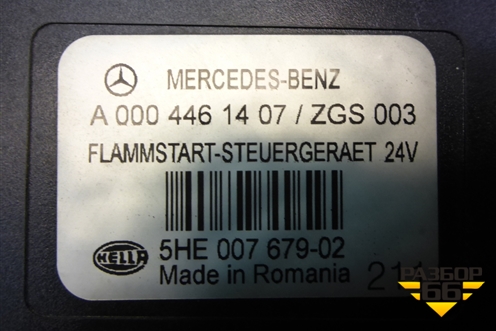 MERCEDES-BENZ
A 000 446 14 07 / ZGS 003
FLAMMSTART-STEUERGERAET 24V
HELLA
5HE 007 679-02
Made in Romania
РАЗБОР
66